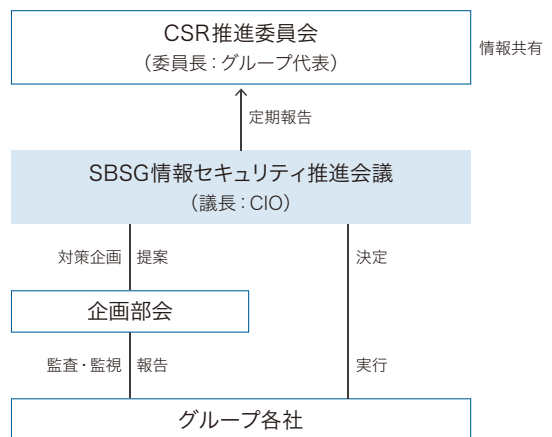 CSR推進委員会
（委員長：グループ代表）
情報共有
定期報告
SBSG情報セキュリティ推進会議
（議長：CIO）
対策企画 提案 決定
企画部会
監査・監視 報告 実行
グループ各社